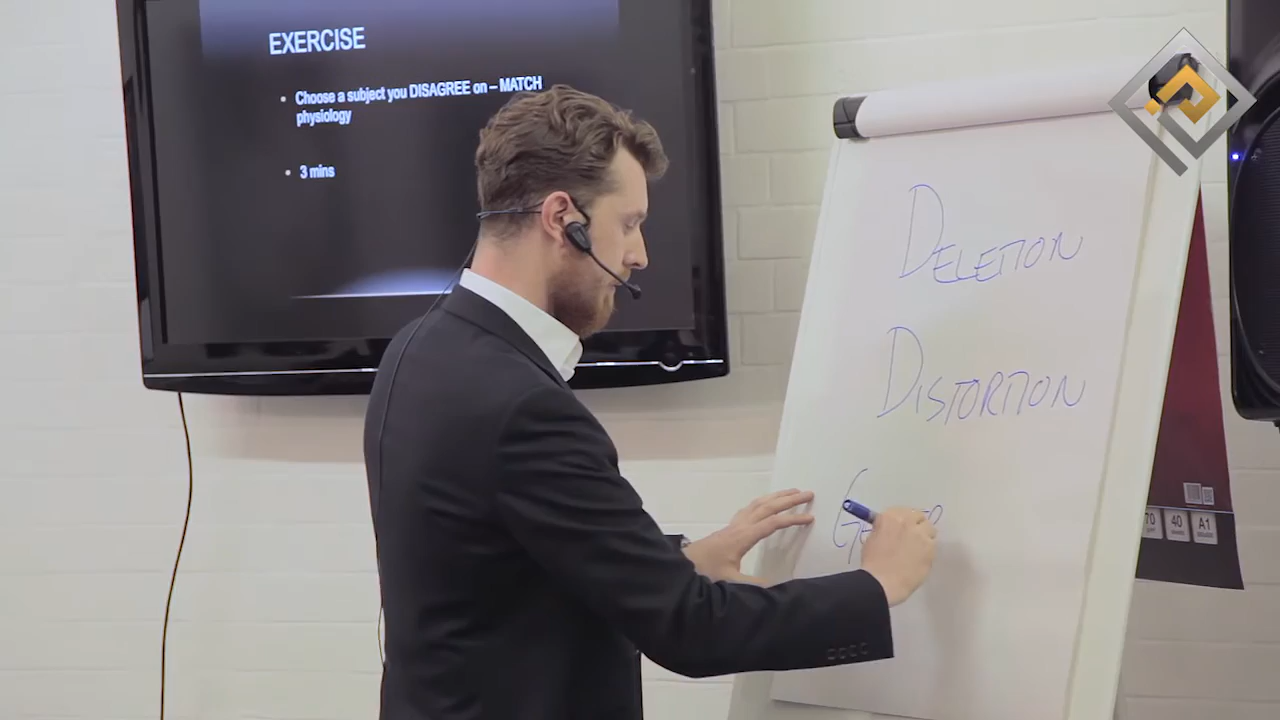 EXERCISE
• Choose a subject you DISAGREE on – MATCH
physiology
• 3 mins
DELETION
DISTORTION
70
40
A1